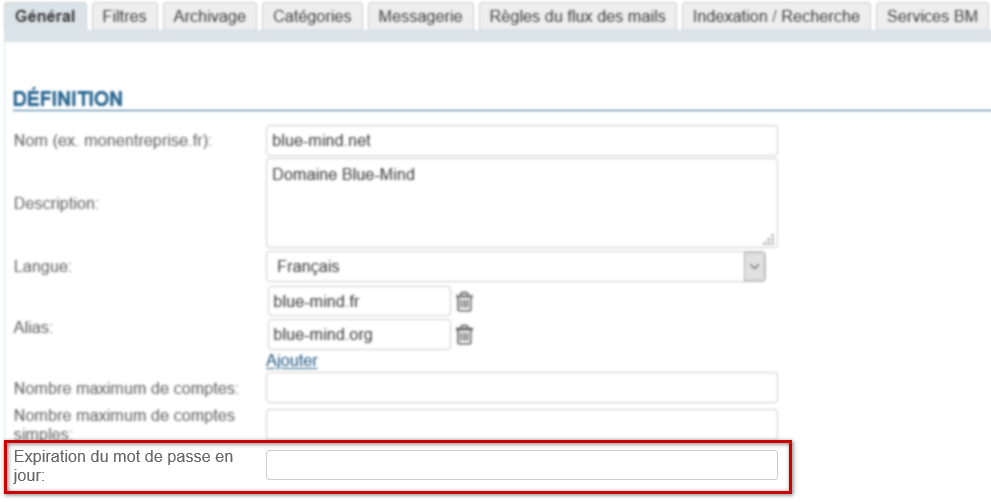 Général Filtres Archivage Catégories Messagerie Règles du flux des mails Indexation / Recherche Services BM
DÉFINITION
Nom (ex. monentreprise.fr): blue-mind.net
Description: Domaine Blue-Mind
Langue: Français
Alias: blue-mind.fr
blue-mind.org
Ajouter
Nombre maximum de comptes:
Nombre maximum de comptes
simples:
Expiration du mot de passe en
jour: